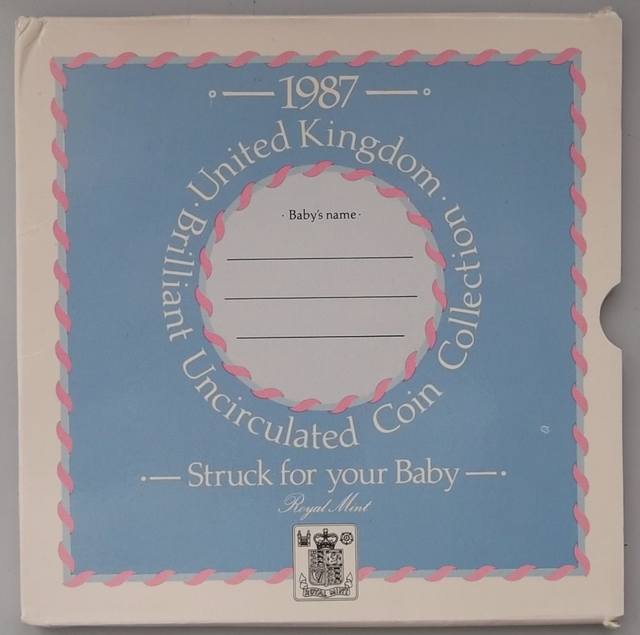 1987
United Kingdom
· Brilliant Uncirculated Coin Collection ·
· Baby's name ·
Struck for your Baby
Royal Mint
ROYAL MINT